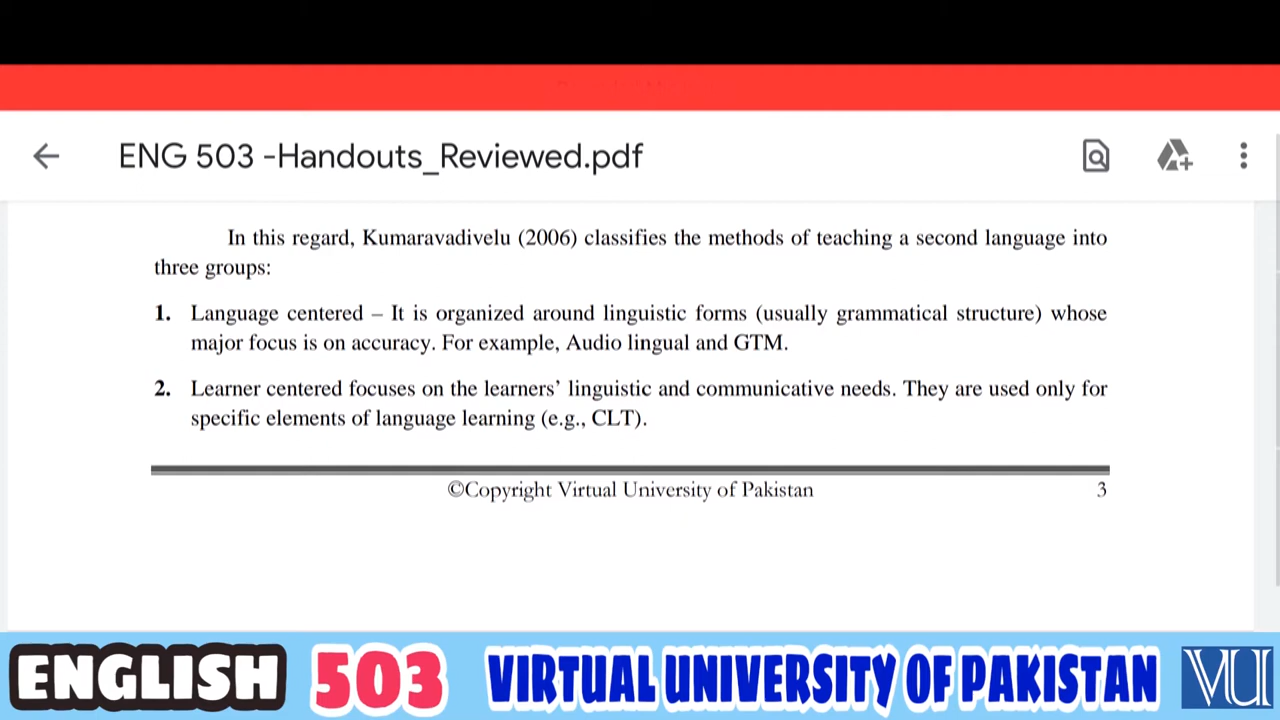 ENG 503 -Handouts_Reviewed.pdf
In this regard, Kumaravadivelu (2006) classifies the methods of teaching a second language into
three groups:
1. Language centered – It is organized around linguistic forms (usually grammatical structure) whose
major focus is on accuracy. For example, Audio lingual and GTM.
2. Learner centered focuses on the learners’ linguistic and communicative needs. They are used only for
specific elements of language learning (e.g., CLT).
©Copyright Virtual University of Pakistan 3
ENGLISH 503 VIRTUAL UNIVERSITY OF PAKISTAN VU